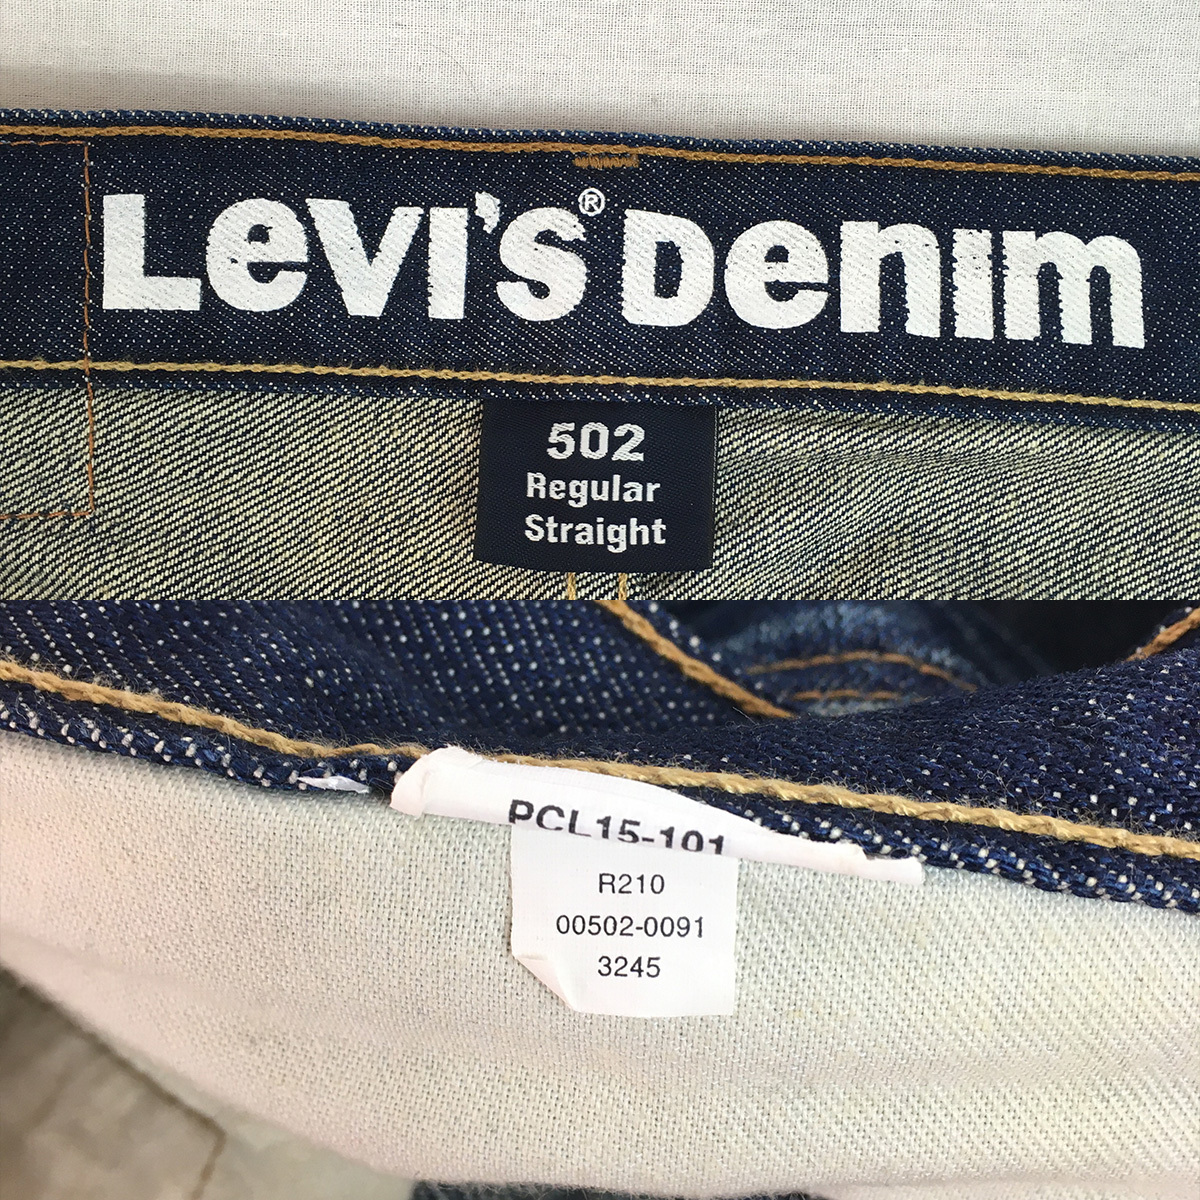 Levi's® Denim
502
Regular
Straight
PCL15-101
R210
00502-0091
3245